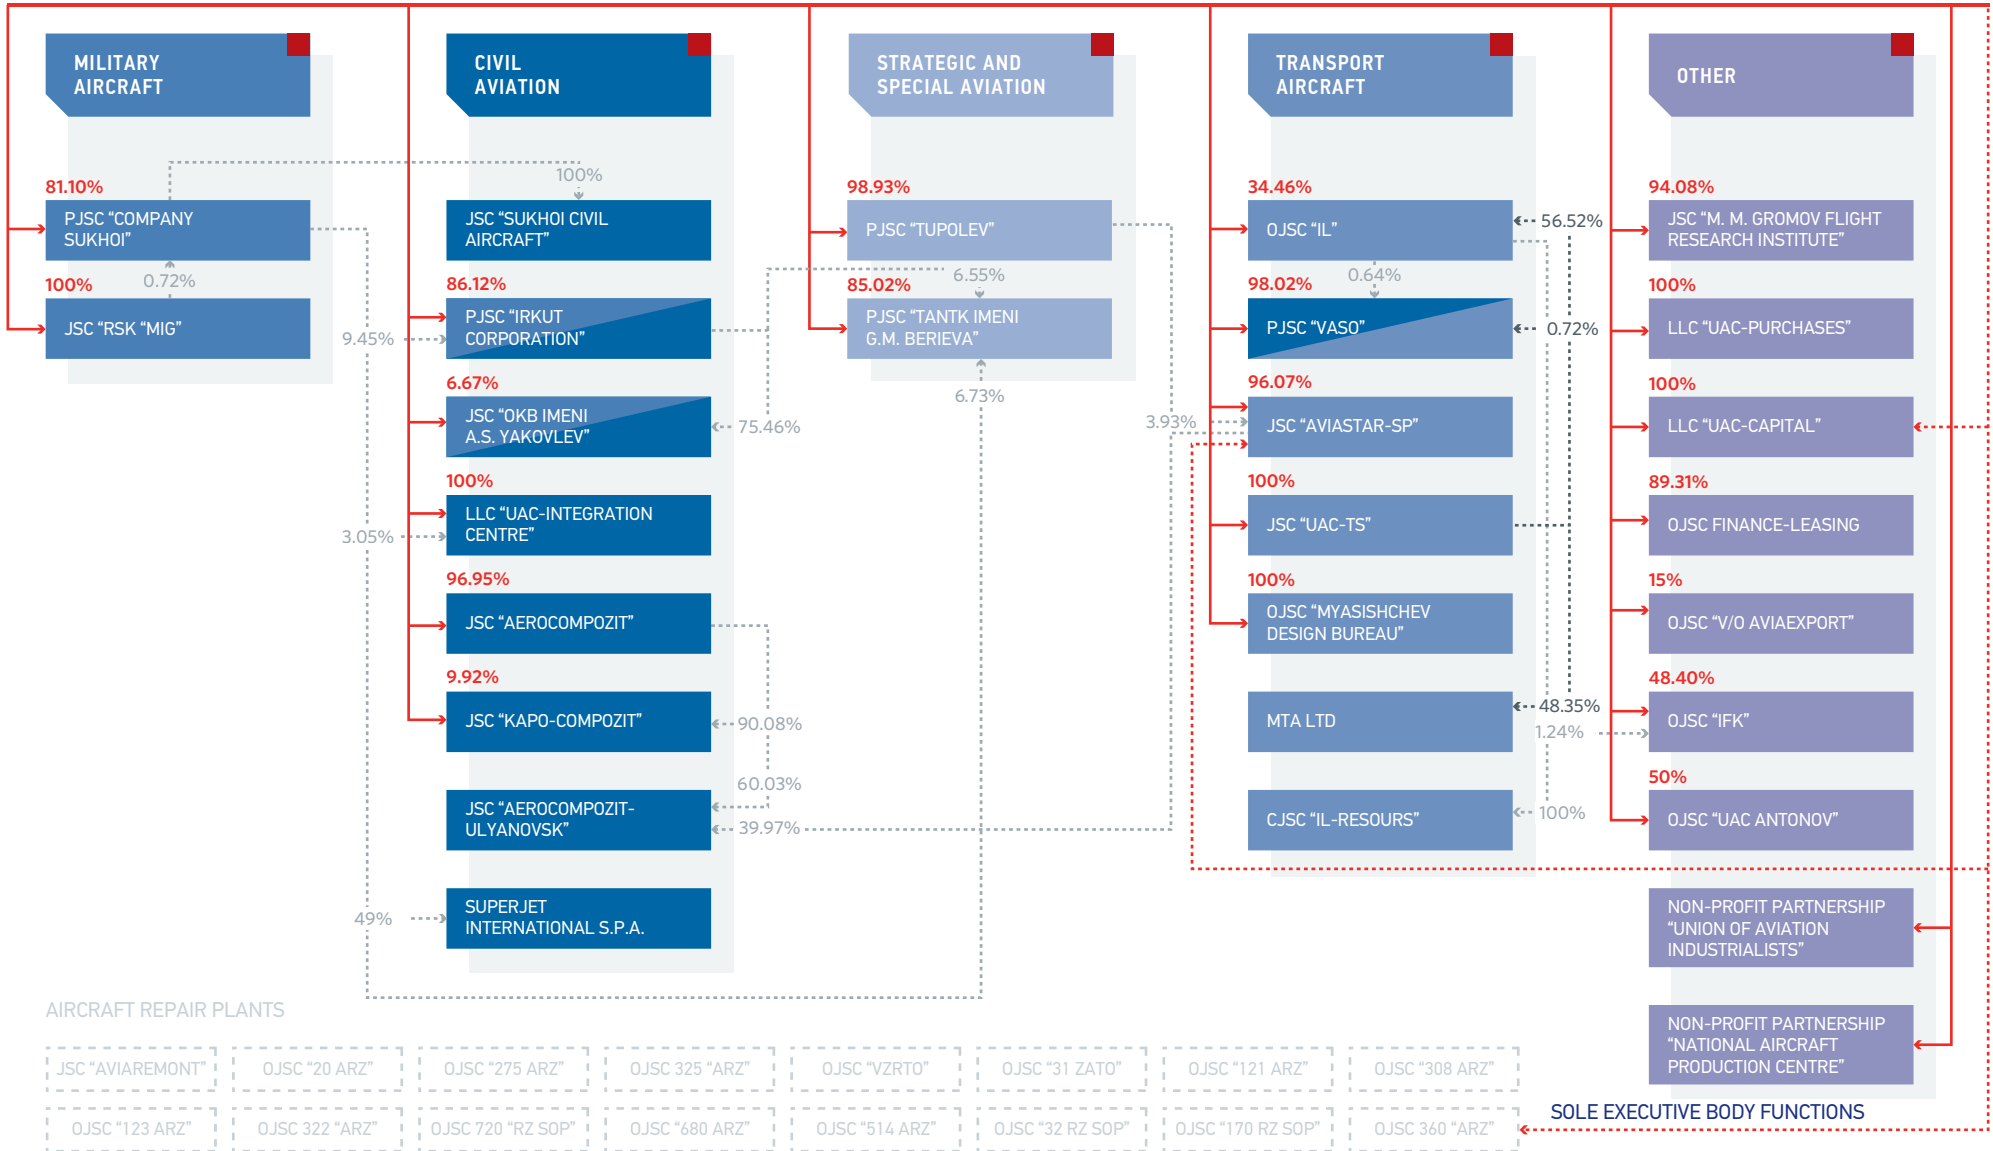 MILITARY
AIRCRAFT
81.10%
PJSC “COMPANY
SUKHOI”
0.72%
100%
JSC “RSK “MIG”
CIVIL
AVIATION
100%
JSC “SUKHOI CIVIL
AIRCRAFT”
86.12%
PJSC “IRKUT
CORPORATION”
9.45%
6.67%
JSC “OKB IMENI
A.S. YAKOVLEV”
75.46%
100%
LLC “UAC-INTEGRATION
CENTRE”
3.05%
96.95%
JSC “AEROCOMPOZIT”
9.92%
JSC “KAPO-COMPOZIT”
90.08%
60.03%
JSC “AEROCOMPOZIT-
ULYANOVSK”
39.97%
SUPERJET
INTERNATIONAL S.P.A.
49%
STRATEGIC AND
SPECIAL AVIATION
98.93%
PJSC “TUPOLEV”
6.55%
85.02%
PJSC “TANTK IMENI
G.M. BERIEVA”
6.73%
TRANSPORT
AIRCRAFT
34.46%
OJSC “IL”
56.52%
0.64%
98.02%
PJSC “VASO”
0.72%
96.07%
JSC “AVIASTAR-SP”
3.93%
100%
JSC “UAC-TS”
100%
OJSC “MYASISHCHEV
DESIGN BUREAU”
MTA LTD
48.35%
1.24%
CJSC “IL-RESOURS”
100%
OTHER
94.08%
JSC “M. M. GROMOV FLIGHT
RESEARCH INSTITUTE”
100%
LLC “UAC-PURCHASES”
100%
LLC “UAC-CAPITAL”
89.31%
OJSC FINANCE-LEASING
15%
OJSC “V/O AVIAEXPORT”
48.40%
OJSC “IFK”
50%
OJSC “UAC ANTONOV”
NON-PROFIT PARTNERSHIP
“UNION OF AVIATION
INDUSTRIALISTS”
NON-PROFIT PARTNERSHIP
“NATIONAL AIRCRAFT
PRODUCTION CENTRE”
AIRCRAFT REPAIR PLANTS
JSC “AVIAREMONT”
OJSC “20 ARZ”
OJSC “275 ARZ”
OJSC 325 “ARZ”
OJSC “VZRTO”
OJSC “31 ZATO”
OJSC “121 ARZ”
OJSC “308 ARZ”
OJSC “123 ARZ”
OJSC 322 “ARZ”
OJSC 720 “RZ SOP”
OJSC “680 ARZ”
OJSC “514 ARZ”
OJSC “32 RZ SOP”
OJSC “170 RZ SOP”
OJSC 360 “ARZ”
SOLE EXECUTIVE BODY FUNCTIONS